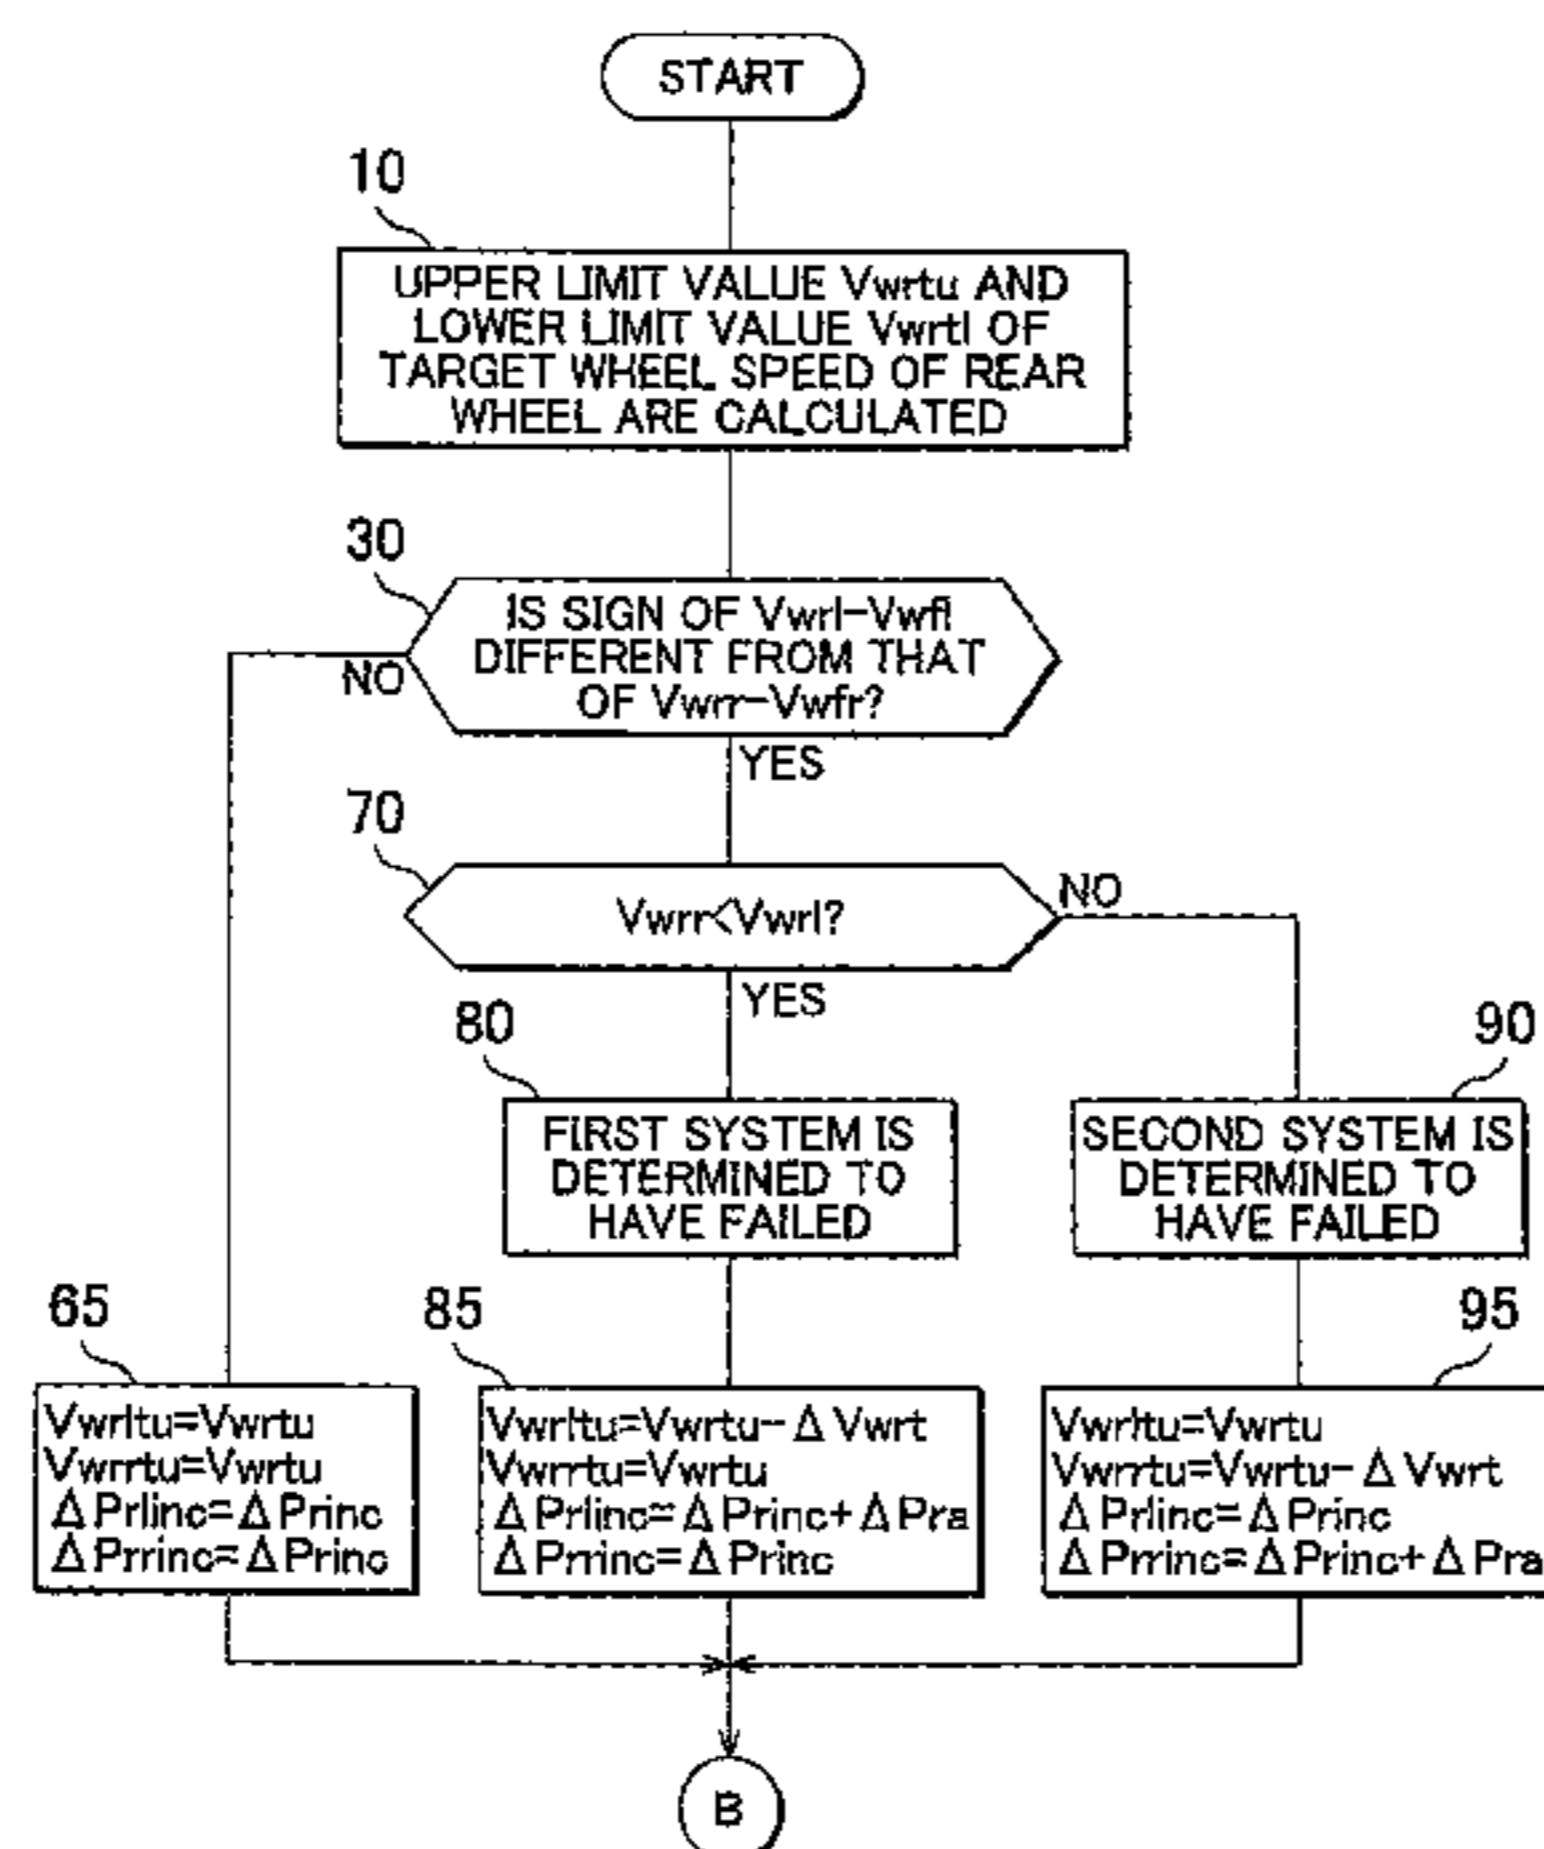 START
10
UPPER LIMIT VALUE Vwrtu AND
LOWER LIMIT VALUE Vwrtl OF
TARGET WHEEL SPEED OF REAR
WHEEL ARE CALCULATED
30
IS SIGN OF Vwrl-Vwfl
DIFFERENT FROM THAT
OF Vwrr-Vwfr?
NO
YES
70
Vwrr<Vwrl?
NO
YES
80
FIRST SYSTEM IS
DETERMINED TO
HAVE FAILED
90
SECOND SYSTEM IS
DETERMINED TO
HAVE FAILED
65
Vwrltu=Vwrtu
Vwrrtu=Vwrtu
ΔPrlinc=ΔPrinc
ΔPrrinc=ΔPrinc
85
Vwrltu=Vwrtu-ΔVwrt
Vwrrtu=Vwrtu
ΔPrlinc=ΔPrinc+ΔPra
ΔPrrinc=ΔPrinc
95
Vwrltu=Vwrtu
Vwrrtu=Vwrtu-ΔVwrt
ΔPrlinc=ΔPrinc
ΔPrrinc=ΔPrinc+ΔPra
B